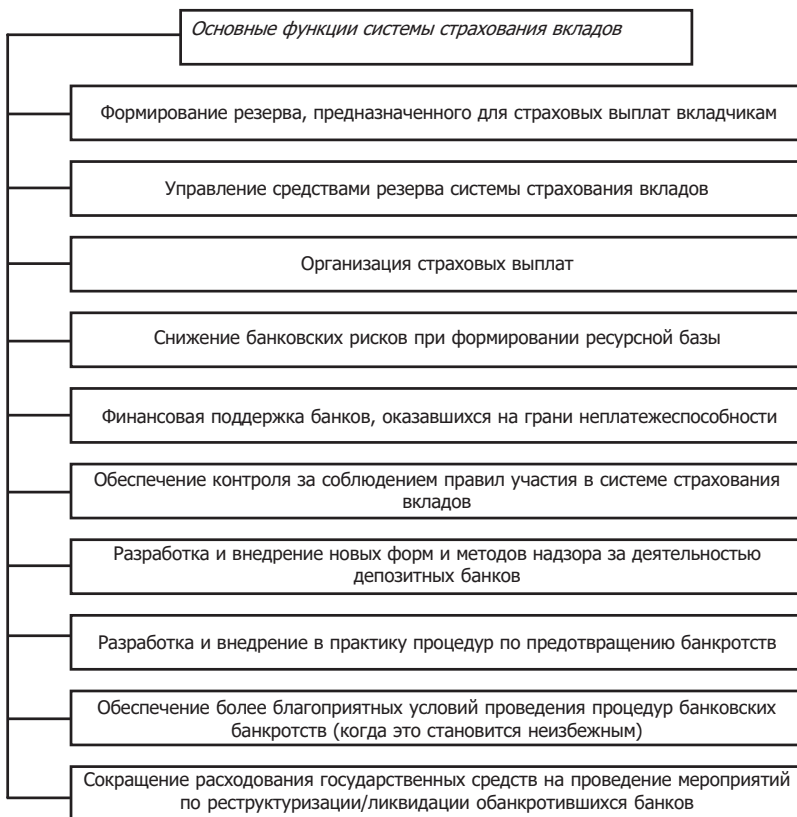 Основные функции системы страхования вкладов
Формирование резерва, предназначенного для страховых выплат вкладчикам
Управление средствами резерва системы страхования вкладов
Организация страховых выплат
Снижение банковских рисков при формировании ресурсной базы
Финансовая поддержка банков, оказавшихся на грани неплатежеспособности
Обеспечение контроля за соблюдением правил участия в системе страхования
вкладов
Разработка и внедрение новых форм и методов надзора за деятельностью
депозитных банков
Разработка и внедрение в практику процедур по предотвращению банкротств
Обеспечение более благоприятных условий проведения процедур банковских
банкротств (когда это становится неизбежным)
Сокращение расходования государственных средств на проведение мероприятий
по реструктуризации/ликвидации обанкротившихся банков